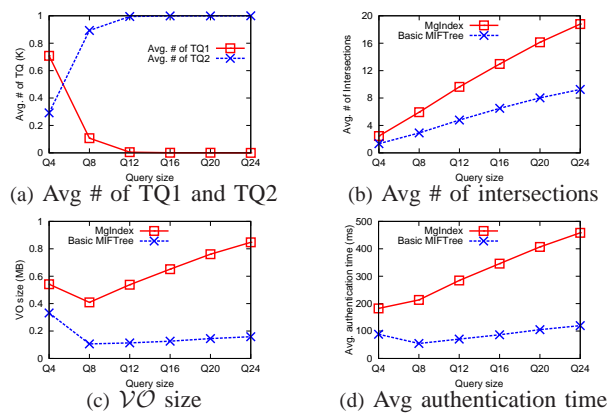 Avg. # of TQ (K)
1
0.8
0.6
0.4
0.2
0
Avg. # of TQ1
Avg. # of TQ2
Q4 Q8 Q12 Q16 Q20 Q24
Query size
(a) Avg # of TQ1 and TQ2
Avg. # of Intersections
20
16
12
8
4
0
MgIndex
Basic MIFTree
Q4 Q8 Q12 Q16 Q20 Q24
Query size
(b) Avg # of intersections
VO size (MB)
1
0.8
0.6
0.4
0.2
0
MgIndex
Basic MIFTree
Q4 Q8 Q12 Q16 Q20 Q24
Query size
(c) VO size
Avg. authentication time (ms)
500
400
300
200
100
0
MgIndex
Basic MIFTree
Q4 Q8 Q12 Q16 Q20 Q24
Query size
(d) Avg authentication time